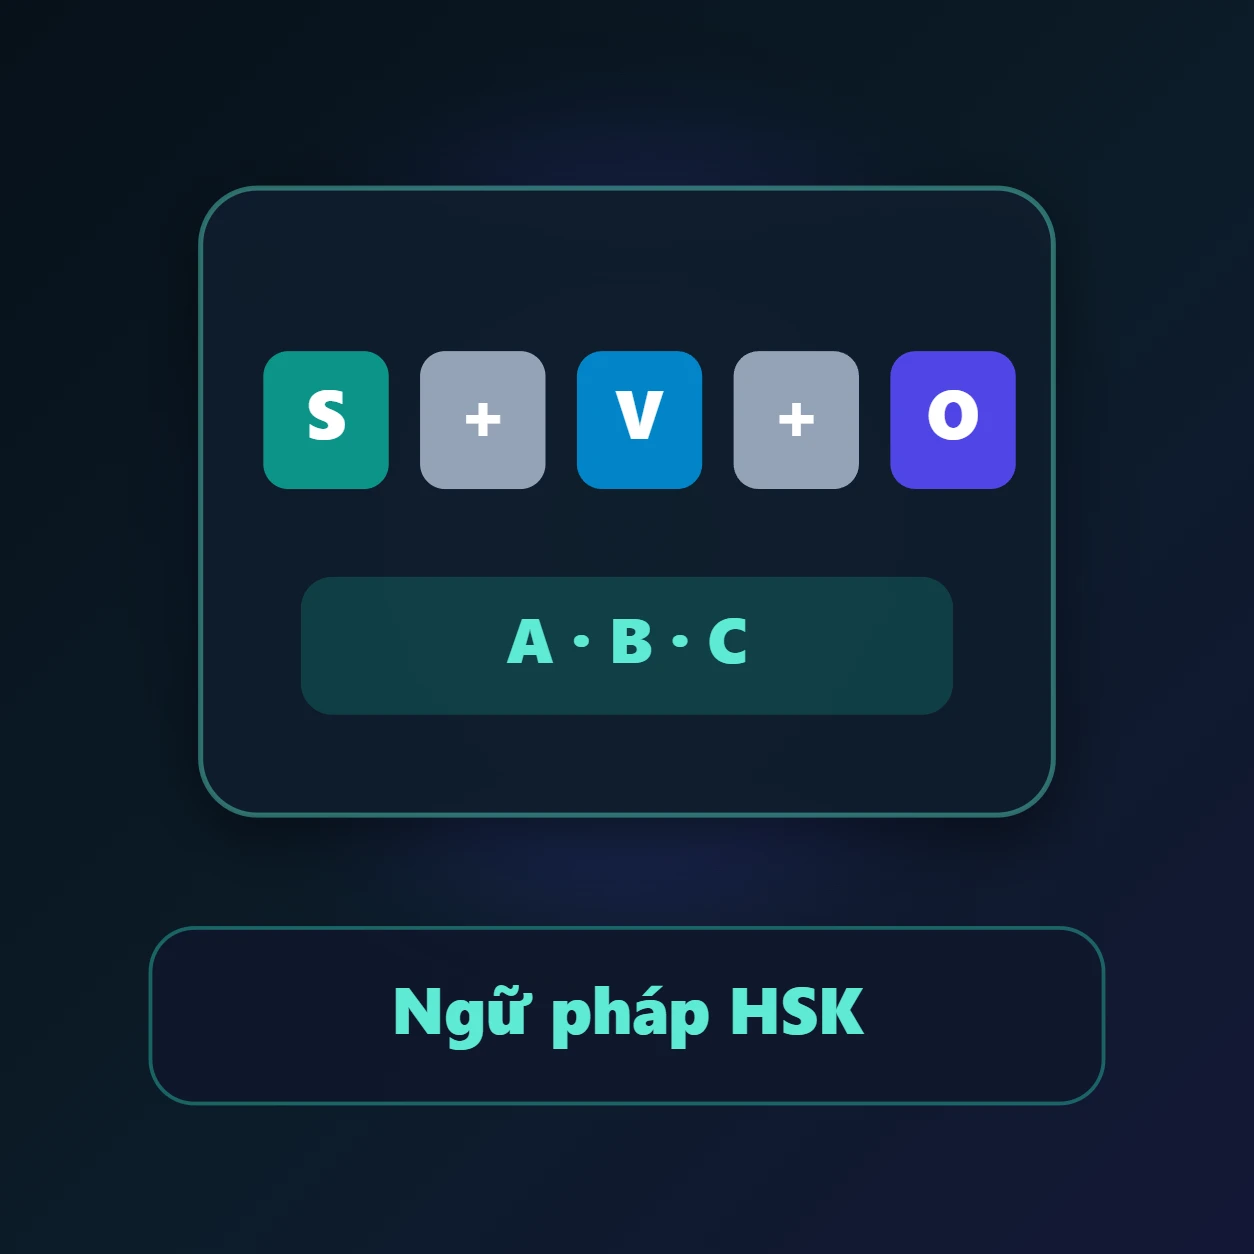 S + V + O
A · B · C
Ngữ pháp HSK